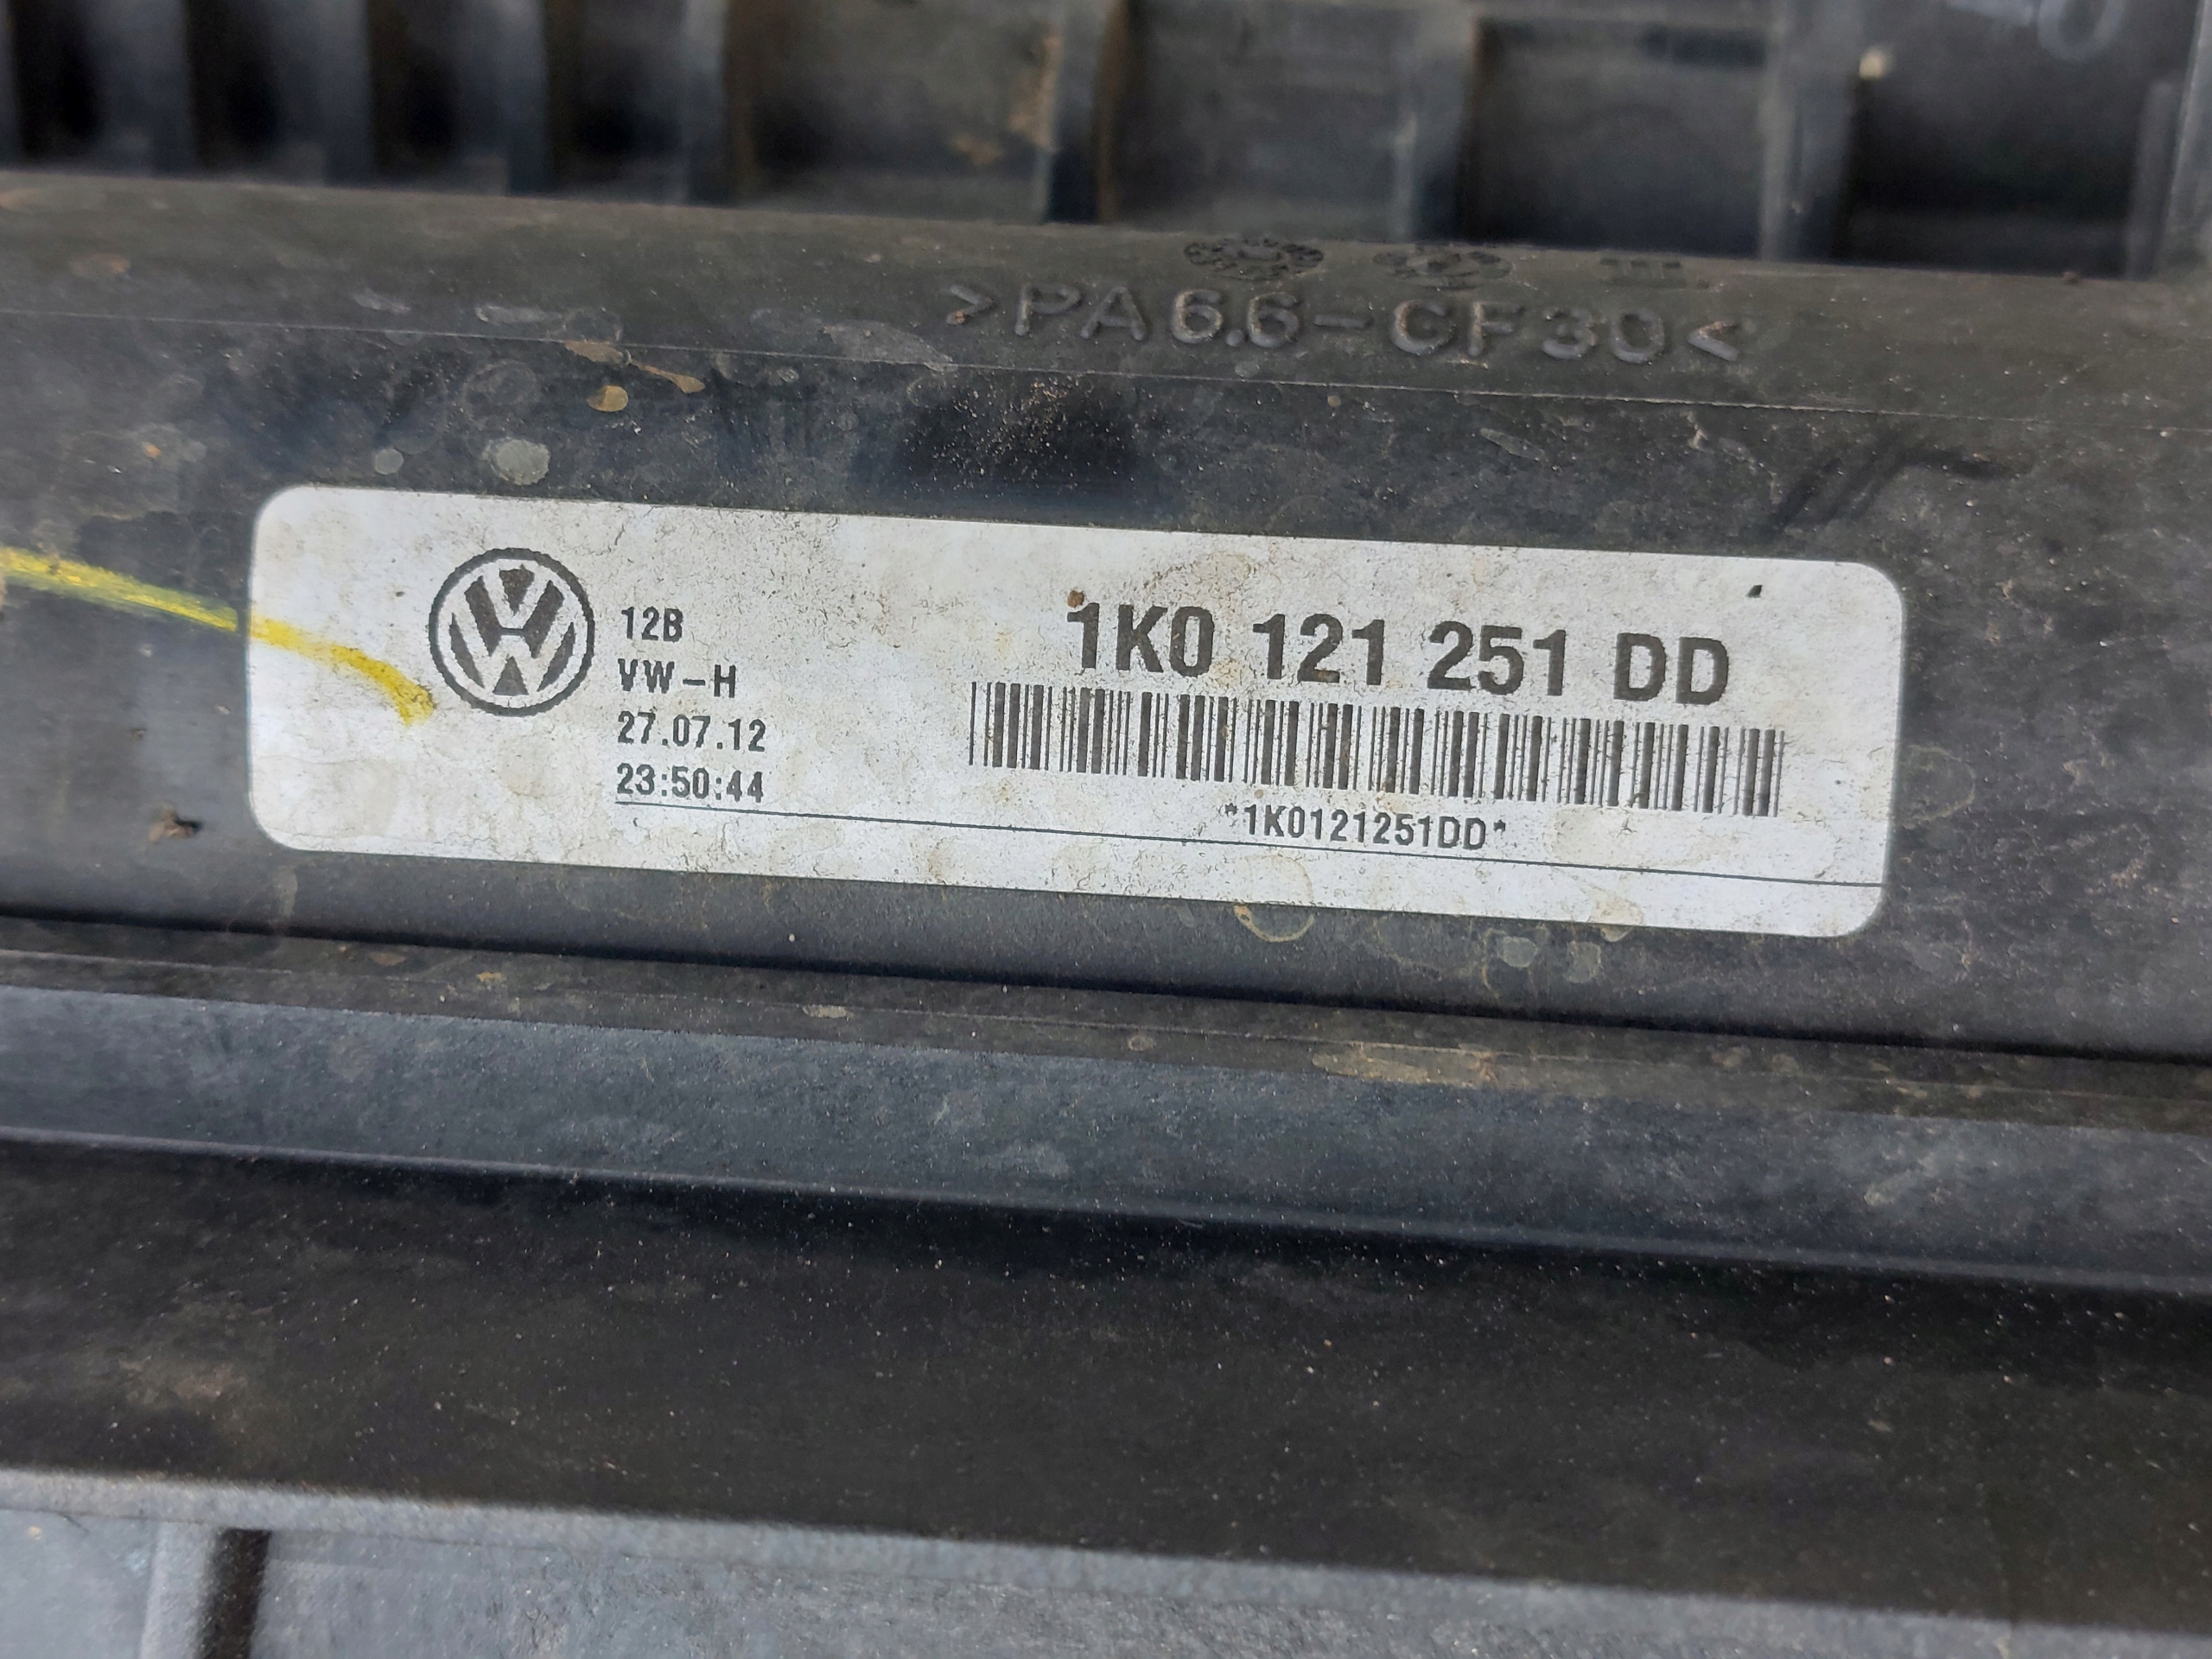 >PA6.6-GF30<
12B
VW-H
27.07.12
23:50:44
1K0 121 251 DD
*1K0121251DD*